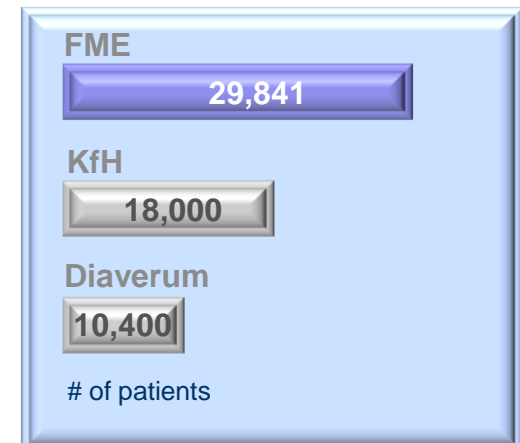 FME
29,841
KfH
18,000
Diaverum
10,400
# of patients